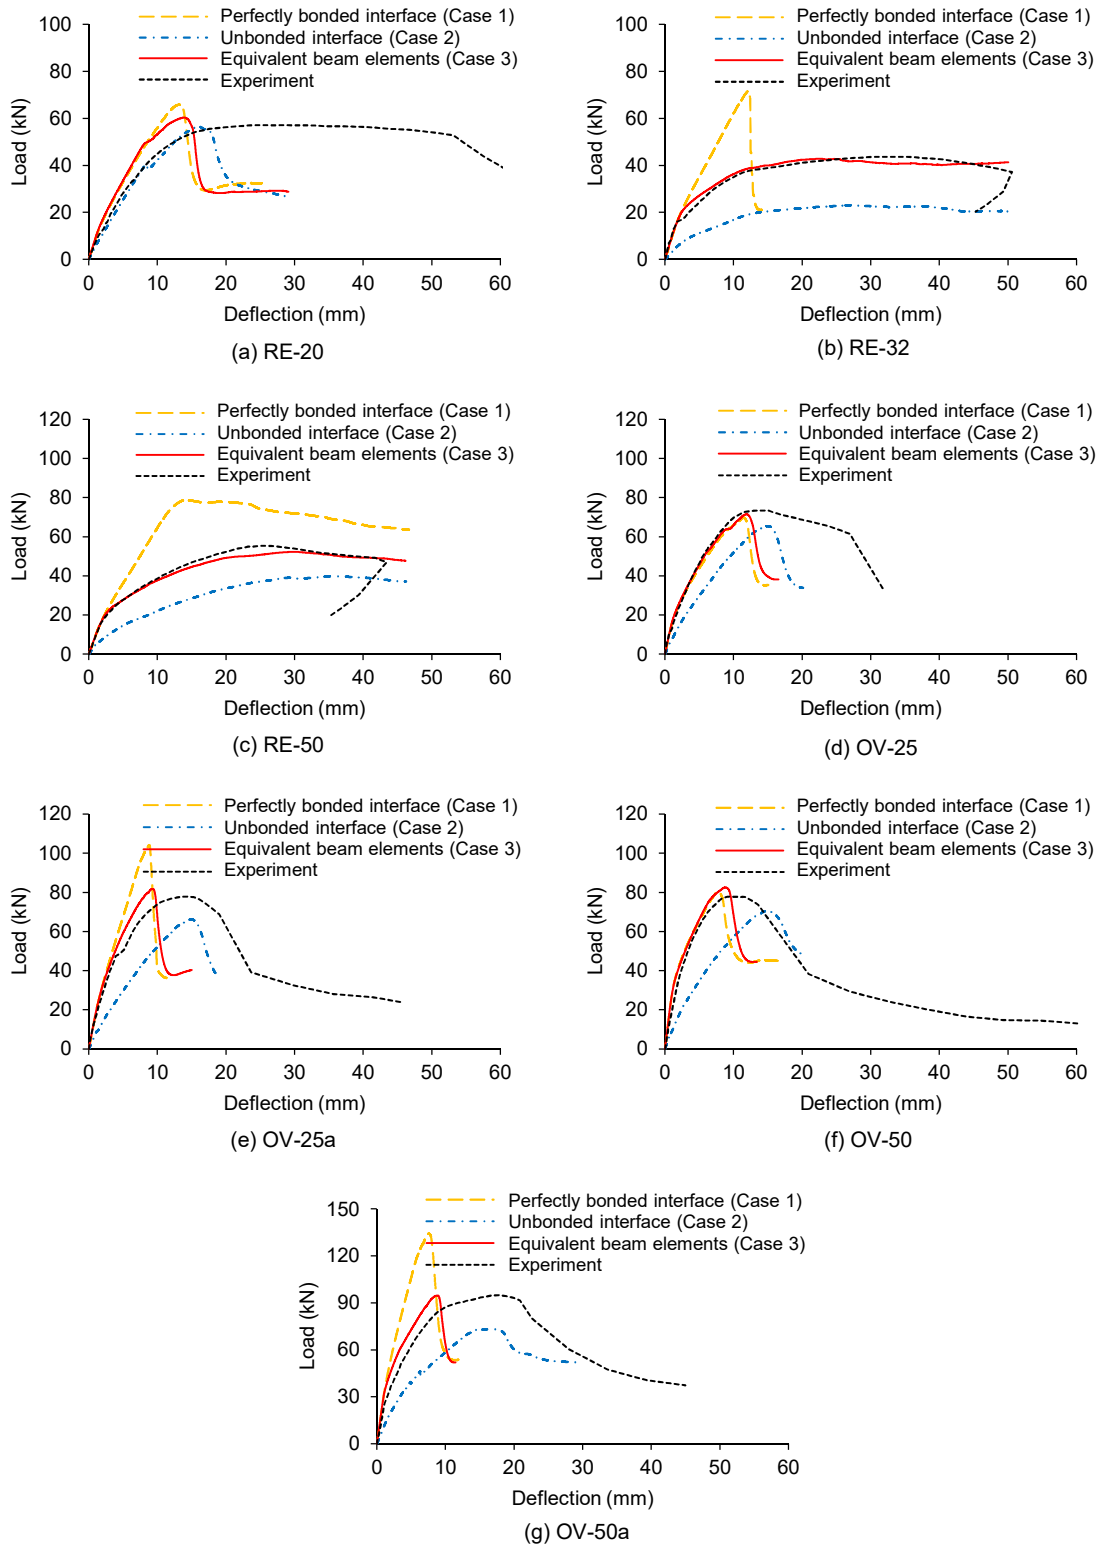 Perfectly bonded interface (Case 1)
Unbonded interface (Case 2)
Equivalent beam elements (Case 3)
Experiment
100
80
60
40
20
0
Load (kN)
0 10 20 30 40 50 60
Deflection (mm)
(a) RE-20
Perfectly bonded interface (Case 1)
Unbonded interface (Case 2)
Equivalent beam elements (Case 3)
Experiment
100
80
60
40
20
0
Load (kN)
0 10 20 30 40 50 60
Deflection (mm)
(b) RE-32
Perfectly bonded interface (Case 1)
Unbonded interface (Case 2)
Equivalent beam elements (Case 3)
Experiment
120
100
80
60
40
20
0
Load (kN)
0 10 20 30 40 50 60
Deflection (mm)
(c) RE-50
Perfectly bonded interface (Case 1)
Unbonded interface (Case 2)
Equivalent beam elements (Case 3)
Experiment
120
100
80
60
40
20
0
Load (kN)
0 10 20 30 40 50 60
Deflection (mm)
(d) OV-25
Perfectly bonded interface (Case 1)
Unbonded interface (Case 2)
Equivalent beam elements (Case 3)
Experiment
120
100
80
60
40
20
0
Load (kN)
0 10 20 30 40 50 60
Deflection (mm)
(e) OV-25a
Perfectly bonded interface (Case 1)
Unbonded interface (Case 2)
Equivalent beam elements (Case 3)
Experiment
120
100
80
60
40
20
0
Load (kN)
0 10 20 30 40 50 60
Deflection (mm)
(f) OV-50
Perfectly bonded interface (Case 1)
Unbonded interface (Case 2)
Equivalent beam elements (Case 3)
Experiment
150
120
90
60
30
0
Load (kN)
0 10 20 30 40 50 60
Deflection (mm)
(g) OV-50a